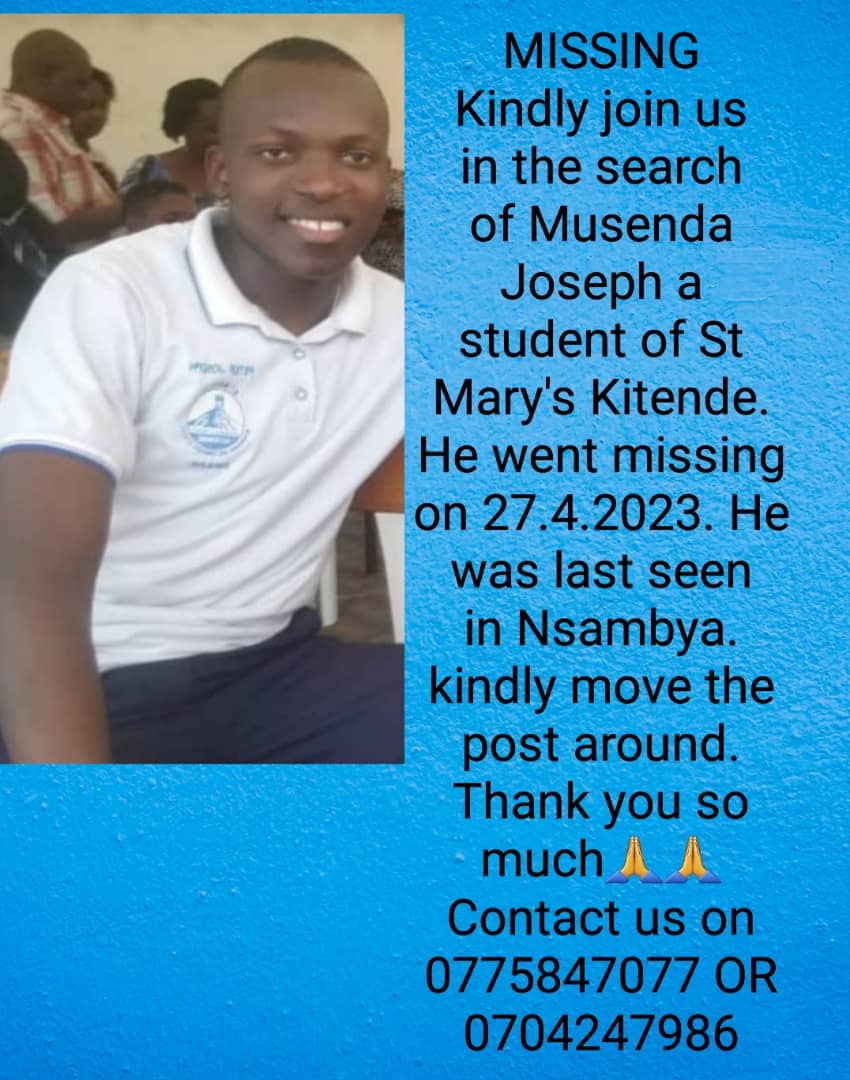 MISSING
Kindly join us
in the search
of Musenda
Joseph a
student of St
Mary's Kitende.
He went missing
on 27.4.2023. He
was last seen
in Nsambya.
kindly move the
post around.
Thank you so
much🙏🙏
Contact us on
0775847077 OR
0704247986